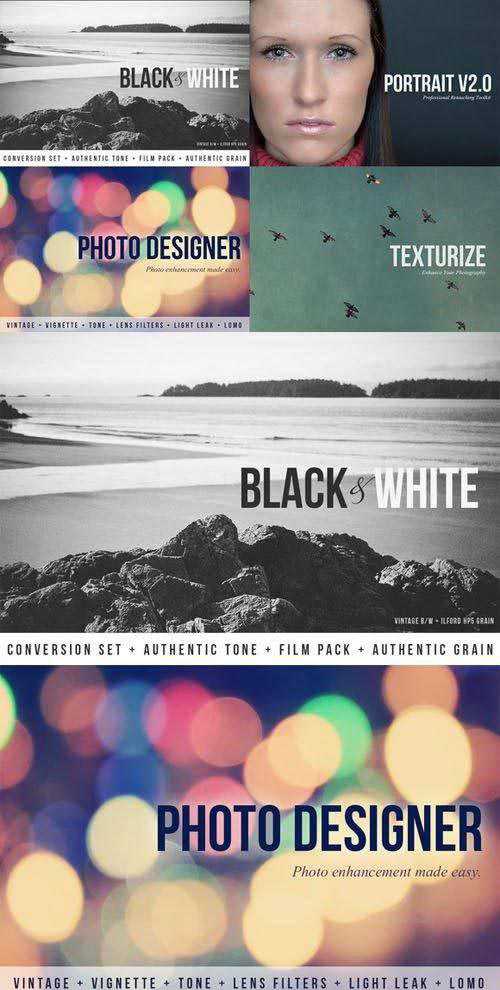 BLACK & WHITE
VINTAGE B/W + ILFORD HP5 GRAIN
CONVERSION SET + AUTHENTIC TONE + FILM PACK + AUTHENTIC GRAIN
PORTRAIT V2.0
Professional Retouching Toolkit
PHOTO DESIGNER
Photo enhancement made easy.
VINTAGE + VIGNETTE + TONE + LENS FILTERS + LIGHT LEAK + LOMO
TEXTURIZE
Enhance Your Photography
BLACK & WHITE
VINTAGE B/W + ILFORD HP5 GRAIN
CONVERSION SET + AUTHENTIC TONE + FILM PACK + AUTHENTIC GRAIN
PHOTO DESIGNER
Photo enhancement made easy.
VINTAGE + VIGNETTE + TONE + LENS FILTERS + LIGHT LEAK + LOMO